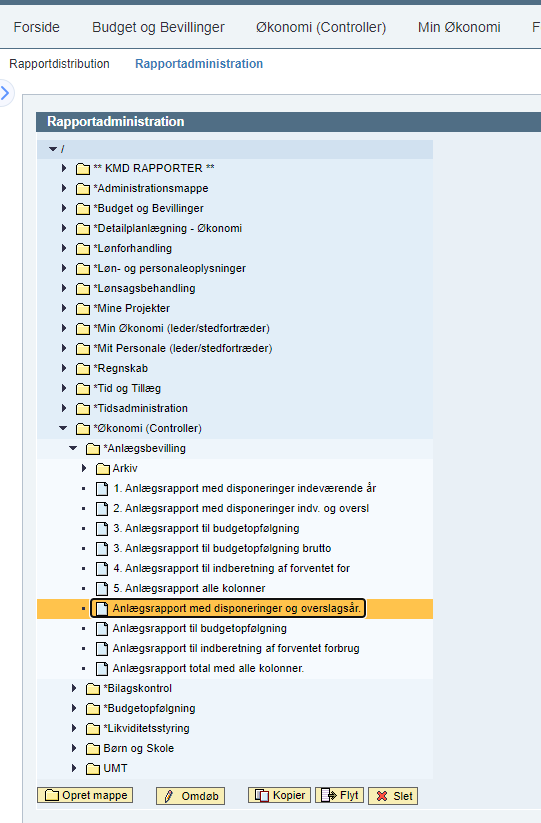 Forside Budget og Bevillinger Økonomi (Controller) Min Økonomi F
Rapportdistribution Rapportadministration
Rapportadministration
/
** KMD RAPPORTER **
*Administrationsmappe
*Budget og Bevillinger
*Detailplanlægning - Økonomi
*Lønforhandling
*Løn- og personaleoplysninger
*Lønsagsbehandling
*Mine Projekter
*Min Økonomi (leder/stedfortræder)
*Mit Personale (leder/stedfortræder)
*Regnskab
*Tid og Tillæg
*Tidsadministration
*Økonomi (Controller)
*Anlægsbevilling
Arkiv
1. Anlægsrapport med disponeringer indeværende år
2. Anlægsrapport med disponeringer indv. og oversl
3. Anlægsrapport til budgetopfølgning
3. Anlægsrapport til budgetopfølgning brutto
4. Anlægsrapport til indberetning af forventet for
5. Anlægsrapport alle kolonner
Anlægsrapport med disponeringer og overslagsår.
Anlægsrapport til budgetopfølgning
Anlægsrapport til indberetning af forventet forbrug
Anlægsrapport total med alle kolonner.
*Bilagskontrol
*Budgetopfølgning
*Likviditetsstyring
Børn og Skole
UMT
Opret mappe Omdøb Kopier Flyt Slet